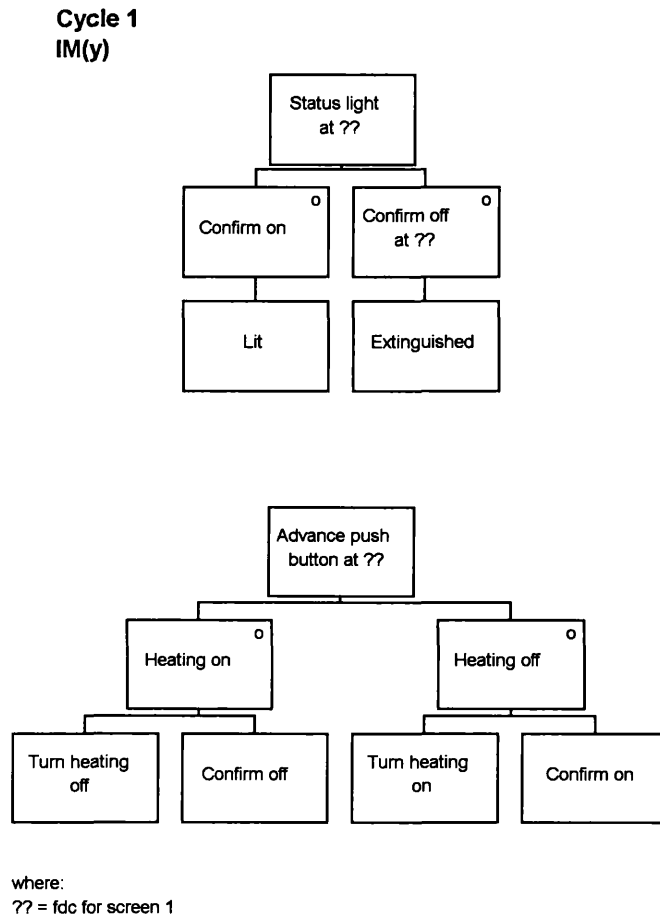 Cycle 1
IM(y)
Status light
at ??
o
Confirm on
o
Confirm off
at ??
Lit
Extinguished
Advance push
button at ??
o
Heating on
o
Heating off
Turn heating
off
Confirm off
Turn heating
on
Confirm on
where:
?? = fdc for screen 1